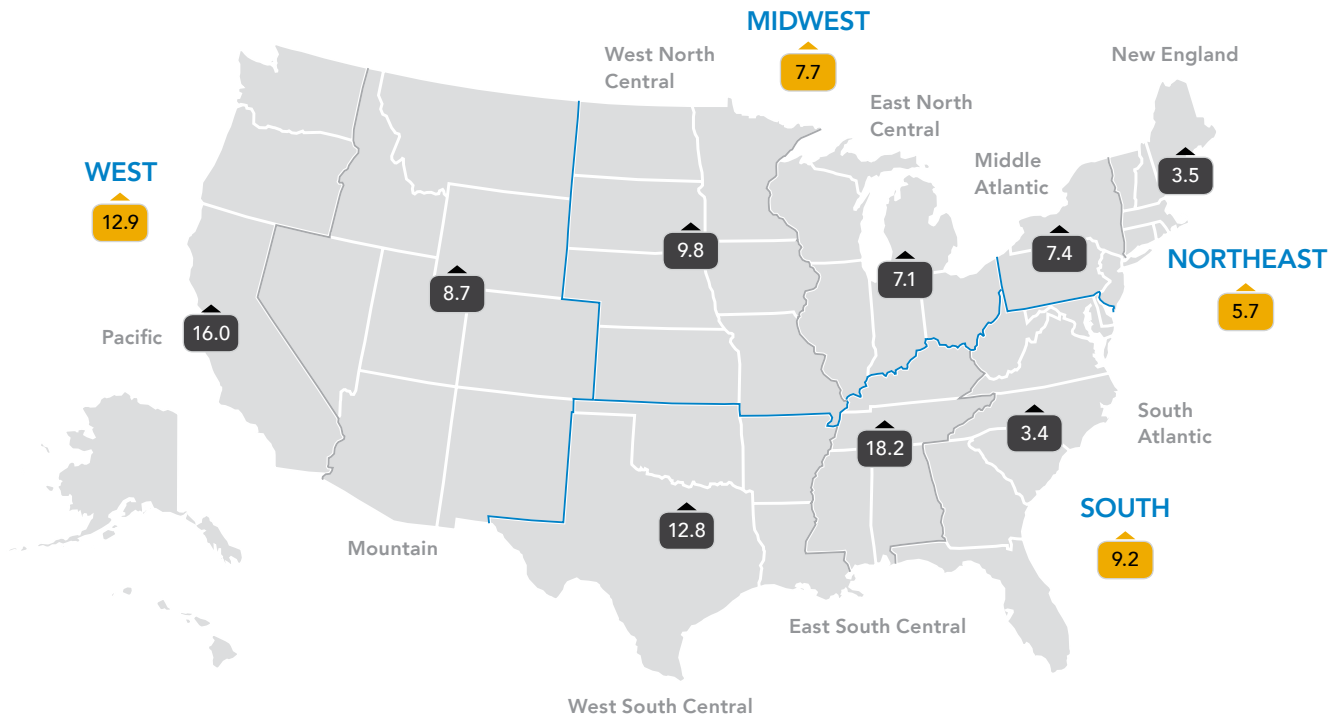 MIDWEST
7.7
West North
Central
New England
East North
Central
Middle
Atlantic
WEST
12.9
3.5
9.8
7.4
NORTHEAST
5.7
7.1
8.7
Pacific
16.0
South
Atlantic
3.4
18.2
SOUTH
9.2
12.8
Mountain
East South Central
West South Central